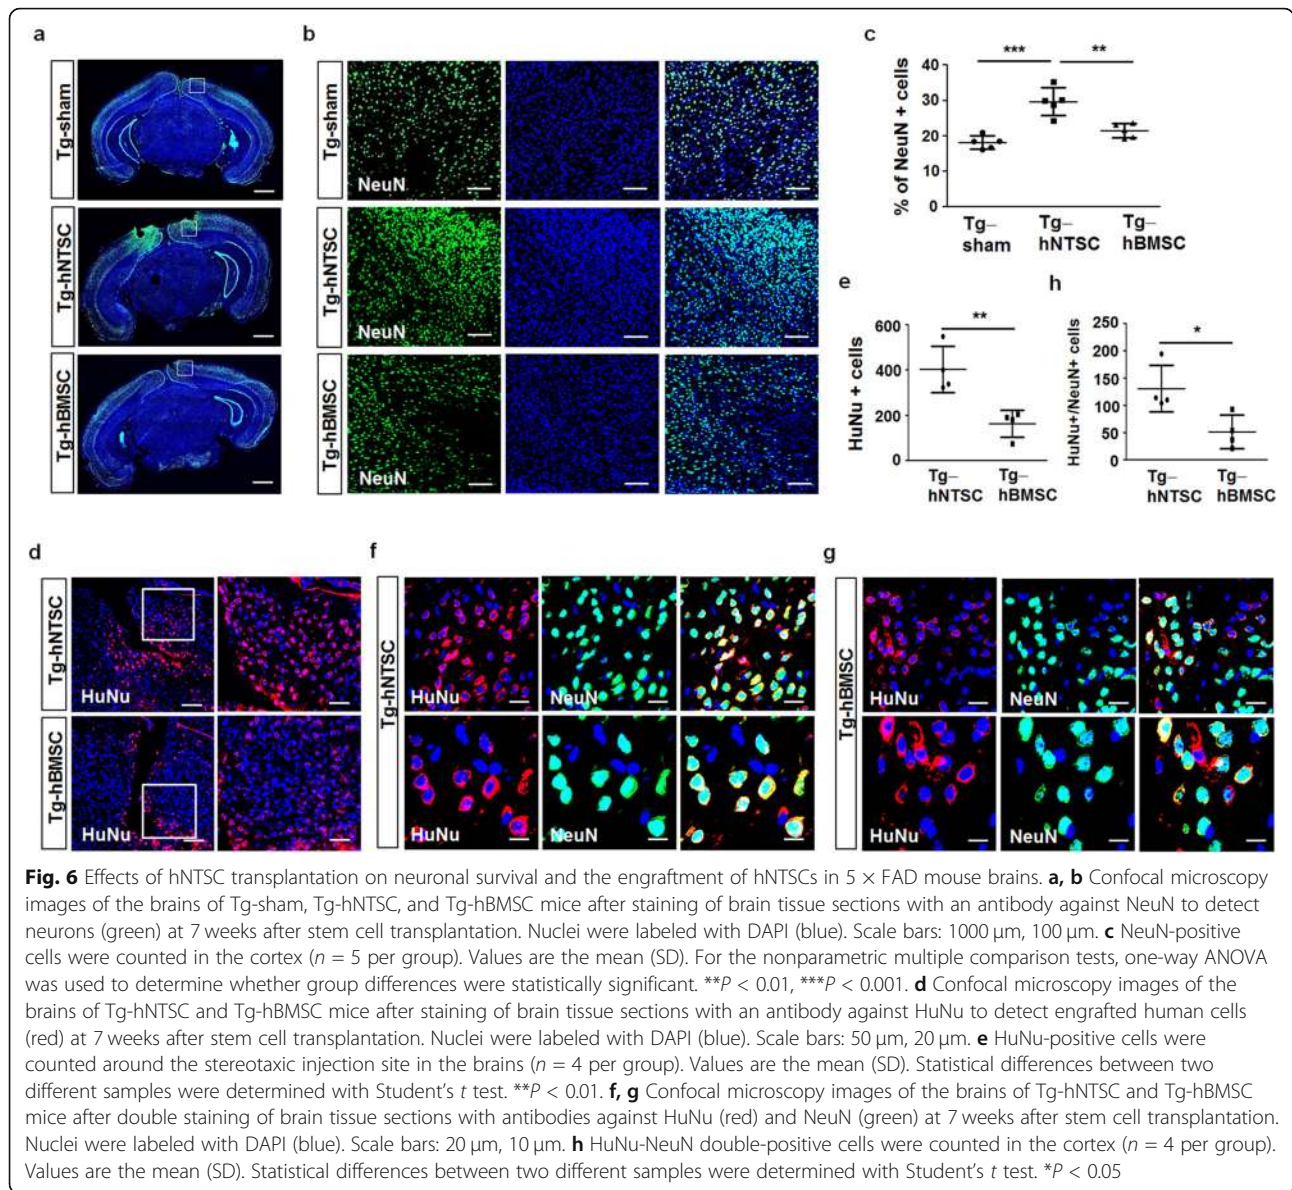 a
b
c
Tg-sham
Tg-hNTSC
Tg-hBMSC
NeuN
NeuN
NeuN
Tg-sham
Tg-hNTSC
Tg-hBMSC
***
**
% of NeuN + cells
40
30
20
10
0
Tg–
sham
Tg–
hNTSC
Tg–
hBMSC
e
**
HuNu + cells
600
400
200
0
Tg–
hNTSC
Tg–
hBMSC
h
*
HuNu+/NeuN+ cells
250
200
150
100
50
0
Tg–
hNTSC
Tg–
hBMSC
d
Tg-hNTSC
HuNu
Tg-hBMSC
HuNu
f
Tg-hNTSC
HuNu
NeuN
HuNu
NeuN
g
Tg-hBMSC
HuNu
NeuN
HuNu
NeuN
Fig. 6 Effects of hNTSC transplantation on neuronal survival and the engraftment of hNTSCs in 5 × FAD mouse brains. a, b Confocal microscopy
images of the brains of Tg-sham, Tg-hNTSC, and Tg-hBMSC mice after staining of brain tissue sections with an antibody against NeuN to detect
neurons (green) at 7 weeks after stem cell transplantation. Nuclei were labeled with DAPI (blue). Scale bars: 1000 μm, 100 μm. c NeuN-positive
cells were counted in the cortex (n = 5 per group). Values are the mean (SD). For the nonparametric multiple comparison tests, one-way ANOVA
was used to determine whether group differences were statistically significant. **P < 0.01, ***P < 0.001. d Confocal microscopy images of the
brains of Tg-hNTSC and Tg-hBMSC mice after staining of brain tissue sections with an antibody against HuNu to detect engrafted human cells
(red) at 7 weeks after stem cell transplantation. Nuclei were labeled with DAPI (blue). Scale bars: 50 μm, 20 μm. e HuNu-positive cells were
counted around the stereotaxic injection site in the brains (n = 4 per group). Values are the mean (SD). Statistical differences between two
different samples were determined with Student's t test. **P < 0.01. f, g Confocal microscopy images of the brains of Tg-hNTSC and Tg-hBMSC
mice after double staining of brain tissue sections with antibodies against HuNu (red) and NeuN (green) at 7 weeks after stem cell transplantation.
Nuclei were labeled with DAPI (blue). Scale bars: 20 μm, 10 μm. h HuNu-NeuN double-positive cells were counted in the cortex (n = 4 per group).
Values are the mean (SD). Statistical differences between two different samples were determined with Student's t test. *P < 0.05